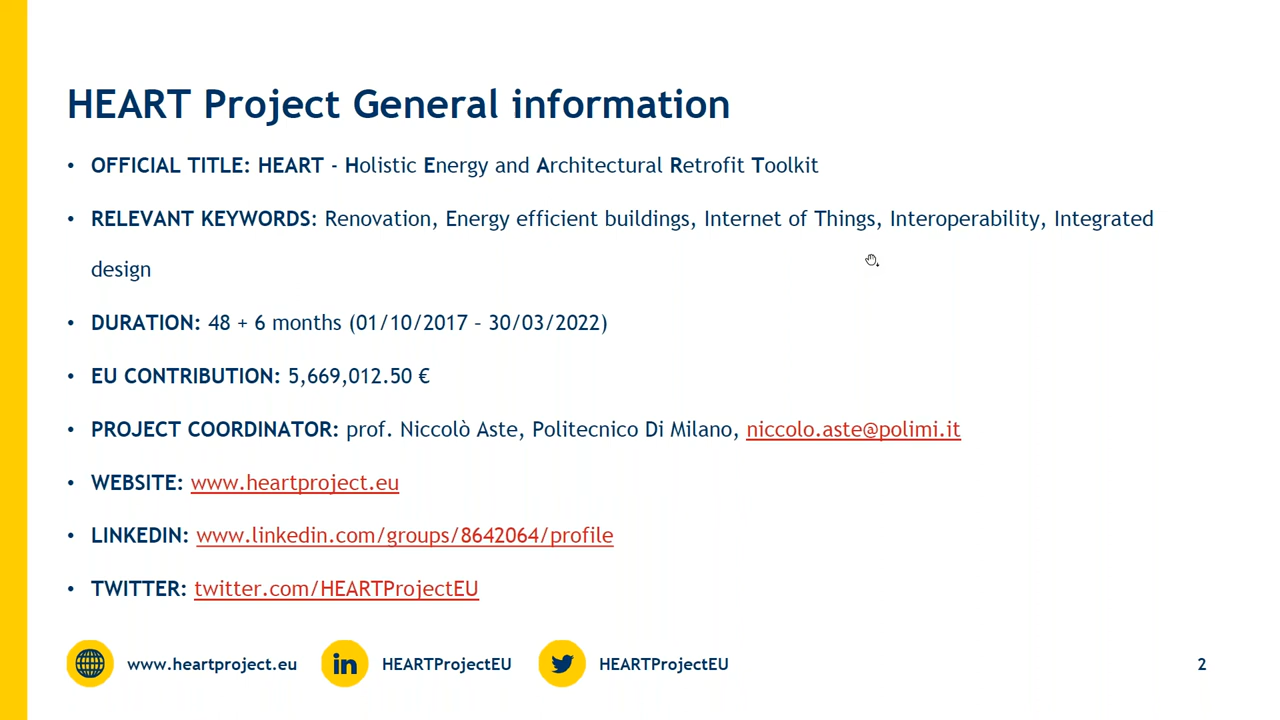 HEART Project General information
• OFFICIAL TITLE: HEART - Holistic Energy and Architectural Retrofit Toolkit
• RELEVANT KEYWORDS: Renovation, Energy efficient buildings, Internet of Things, Interoperability, Integrated
design
• DURATION: 48 + 6 months (01/10/2017 – 30/03/2022)
• EU CONTRIBUTION: 5,669,012.50 €
• PROJECT COORDINATOR: prof. Niccolò Aste, Politecnico Di Milano, niccolo.aste@polimi.it
• WEBSITE: www.heartproject.eu
• LINKEDIN: www.linkedin.com/groups/8642064/profile
• TWITTER: twitter.com/HEARTProjectEU
www.heartproject.eu in HEARTProjectEU HEARTProjectEU 2